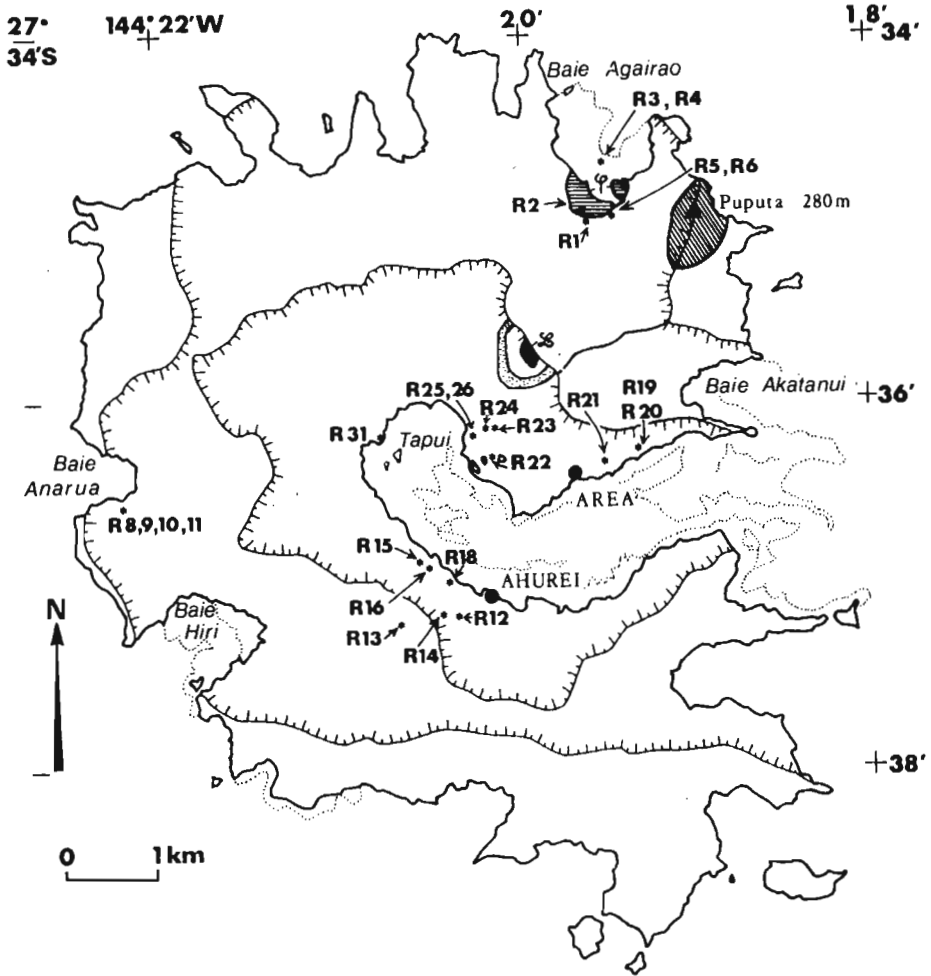 27°
34'S
144° 22'W
20'
18'
34'
Baie Agairao
R3, R4
R5, R6
φ
R2
Puputa 280m
R1
R25,26
R24
R23
R21
R19
R20
Baie Akatanui
36'
R31
Tapui
R22
Baie
Anarua
AREA
R8,9,10,11
R15
R18
AHUREI
R16
N
Baie
Hiri
R13
R14
R12
38'
0 1km